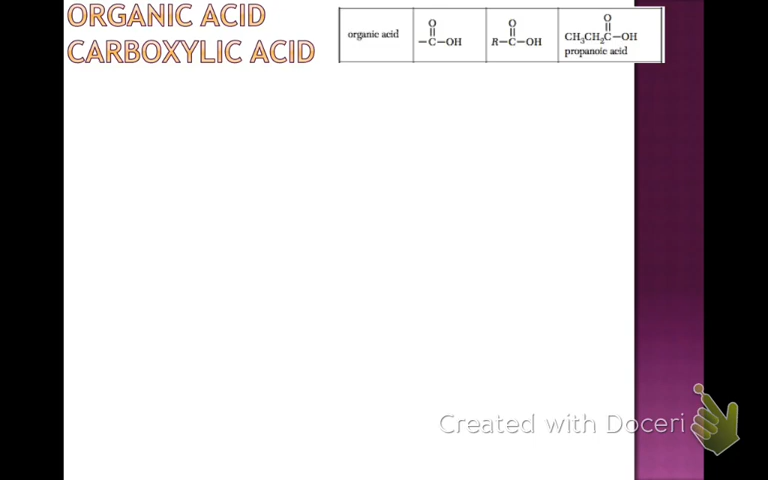 ORGANIC ACID
CARBOXYLIC ACID
organic acid
O
||
—C—OH
O
||
R—C—OH
O
||
CH₃CH₂C—OH
propanoic acid
Created with Doceri